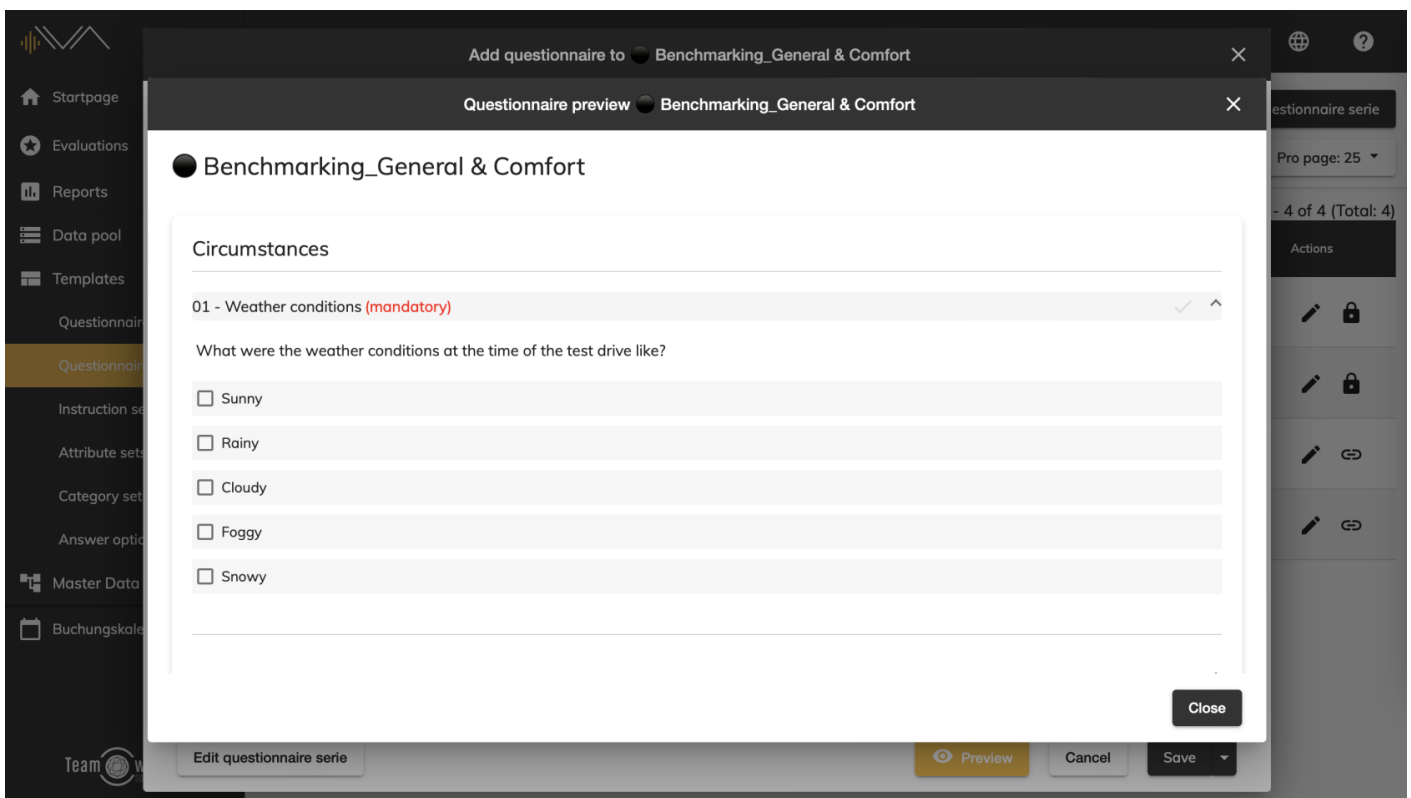 Add questionnaire to Benchmarking_General & Comfort
Questionnaire preview Benchmarking_General & Comfort
Startpage
Evaluations
Reports
Data pool
Templates
Questionnair
Questionnair
Instruction se
Attribute sets
Category set
Answer optio
Master Data
Buchungskale
Team w
estionnaire serie
Pro page: 25
- 4 of 4 (Total: 4)
Actions
Benchmarking_General & Comfort
Circumstances
01 - Weather conditions (mandatory)
What were the weather conditions at the time of the test drive like?
Sunny
Rainy
Cloudy
Foggy
Snowy
Close
Edit questionnaire serie
Preview
Cancel
Save